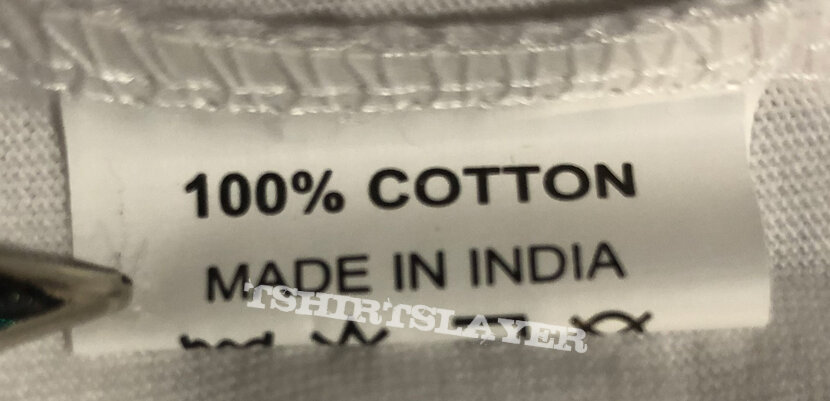 100% COTTON
MADE IN INDIA
TSHIRTSLAYER